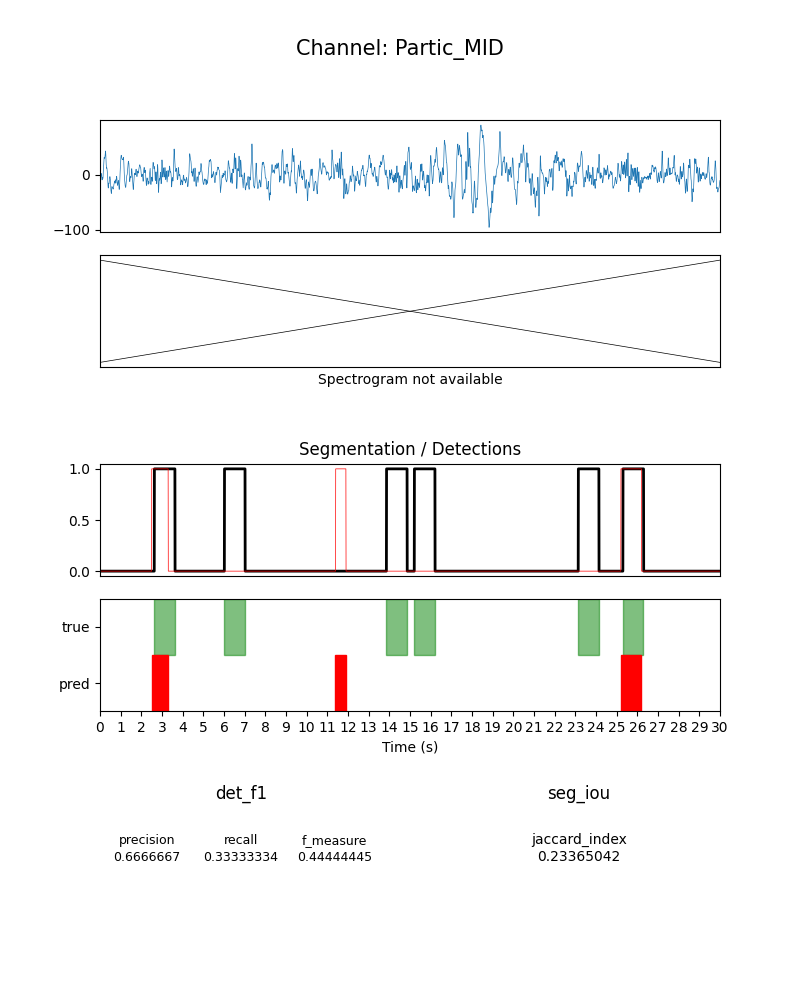 Channel: Partic_MID
0
−100
Spectrogram not available
Segmentation / Detections
1.0
0.5
0.0
true
pred
0 1 2 3 4 5 6 7 8 9 10 11 12 13 14 15 16 17 18 19 20 21 22 23 24 25 26 27 28 29 30
Time (s)
det_f1 seg_iou
precision recall f_measure jaccard_index
0.6666667 0.33333334 0.44444445 0.23365042